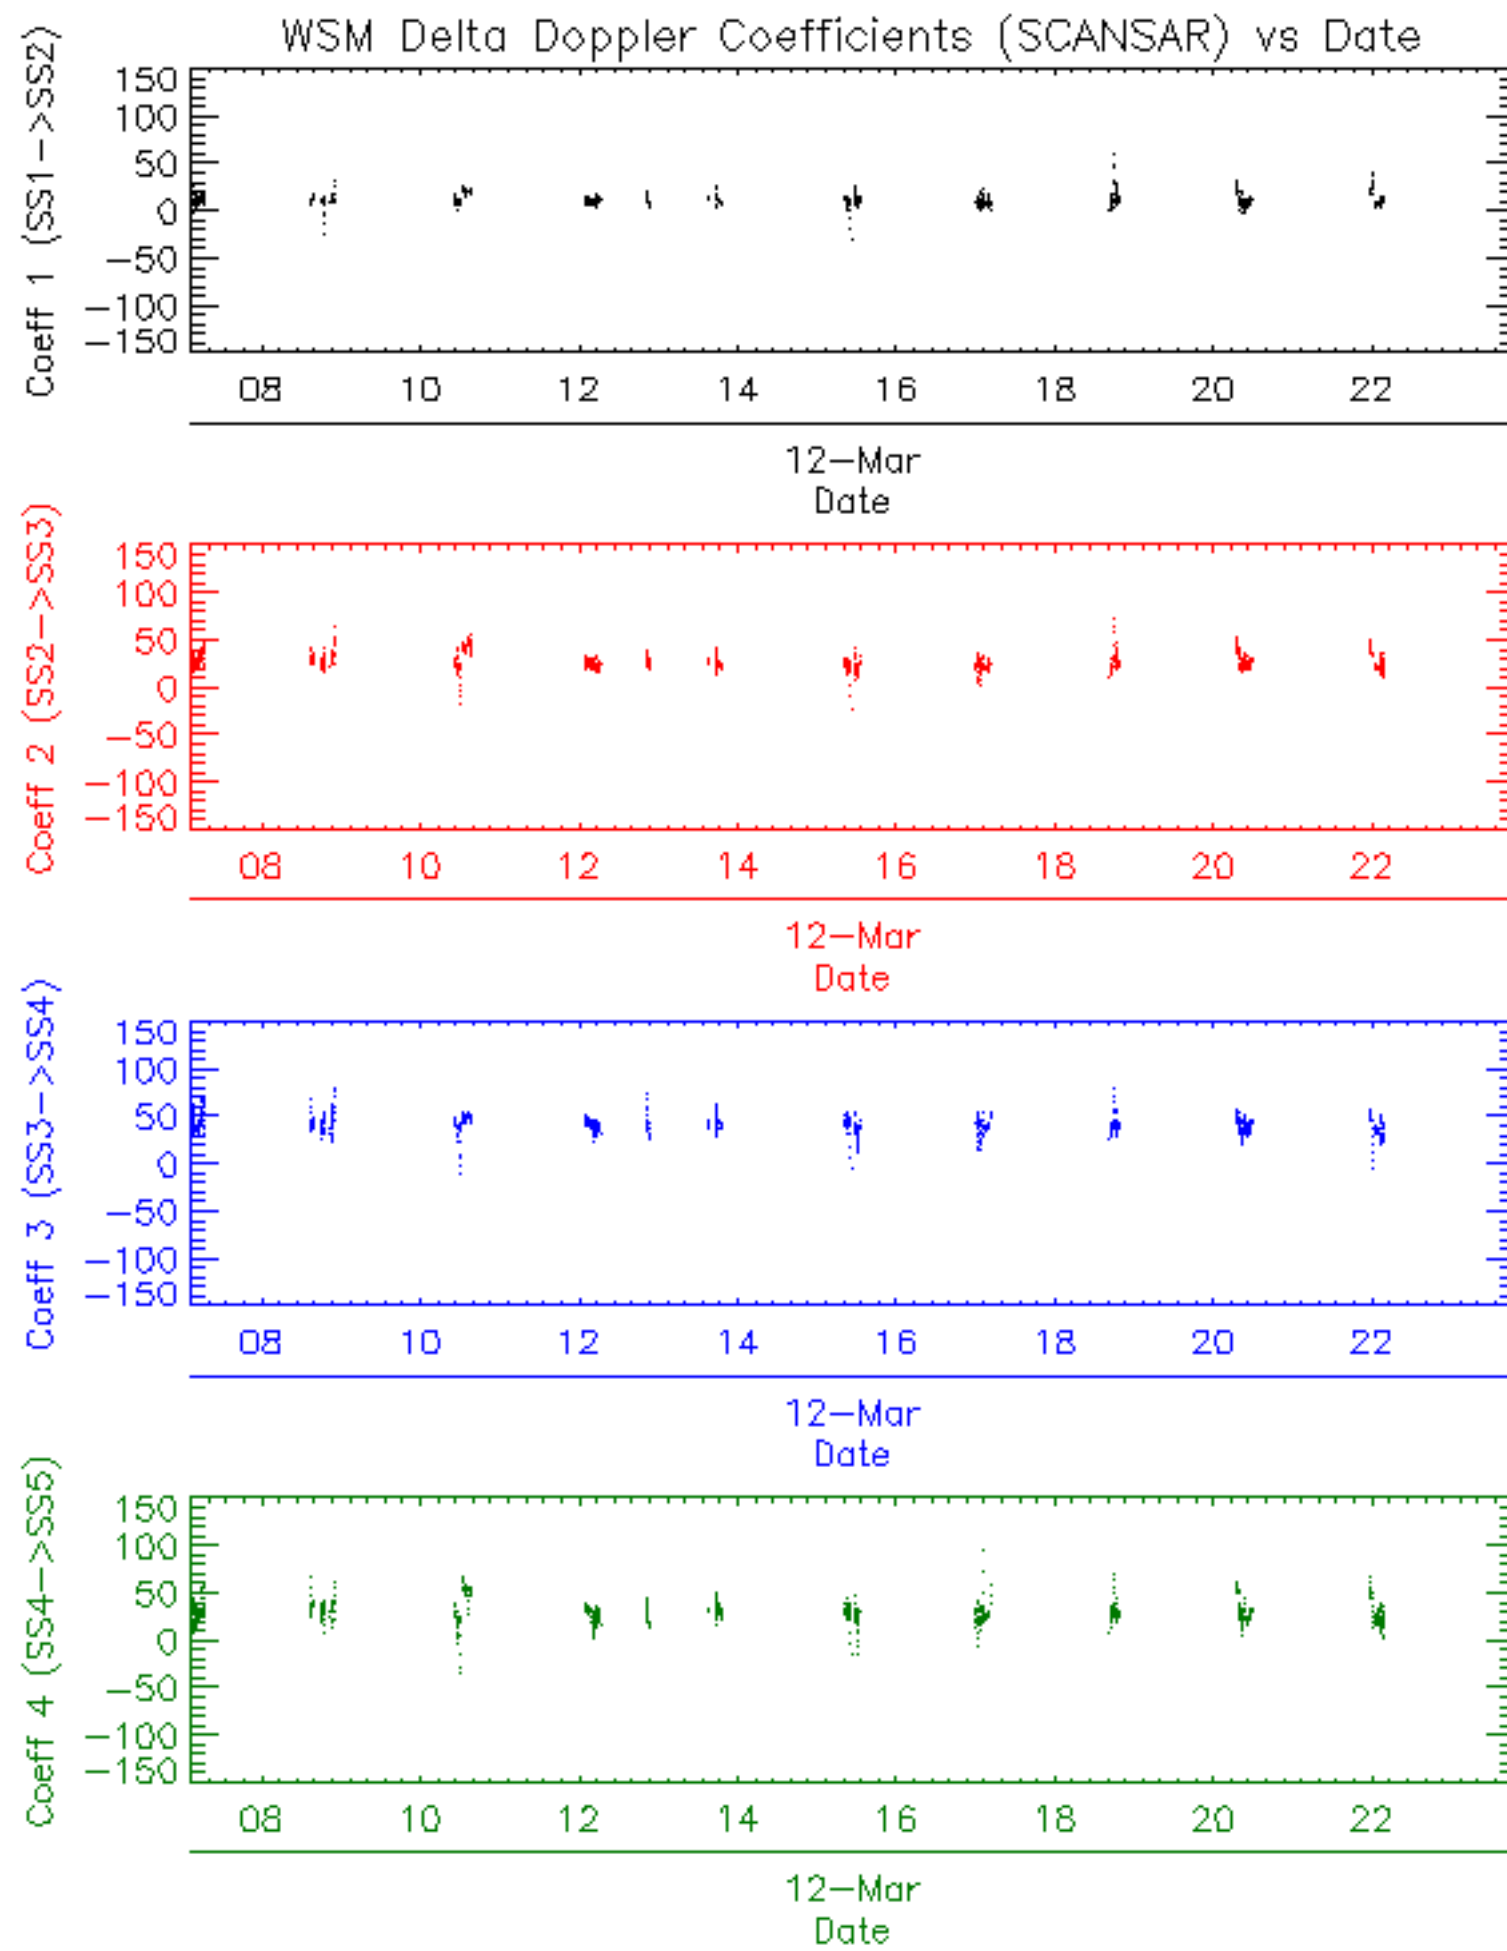 WSM Delta Doppler Coefficients (SCANSAR) vs Date
Coeff 1 (SS1->SS2)
150
100
50
0
-50
-100
-150
08 10 12 14 16 18 20 22
12-Mar
Date
Coeff 2 (SS2->SS3)
150
100
50
0
-50
-100
-150
08 10 12 14 16 18 20 22
12-Mar
Date
Coeff 3 (SS3->SS4)
150
100
50
0
-50
-100
-150
08 10 12 14 16 18 20 22
12-Mar
Date
Coeff 4 (SS4->SS5)
150
100
50
0
-50
-100
-150
08 10 12 14 16 18 20 22
12-Mar
Date